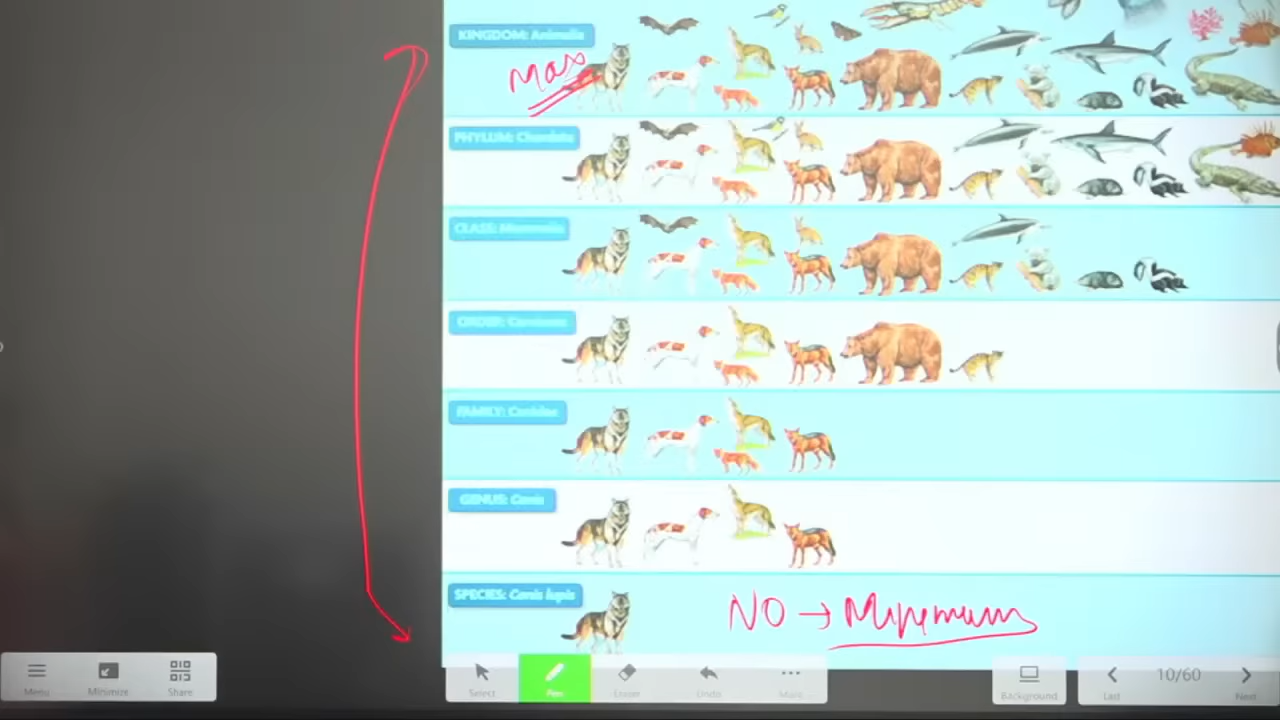 KINGDOM: Animalia
Max
PHYLUM: Chordata
CLASS: Mammalia
ORDER: Carnivora
FAMILY: Canidae
GENUS: Canis
SPECIES: Canis lupis
NO → Minimum
Menu
Minimize
Share
Select
Pen
Eraser
Undo
More
Background
Last
10/60
Next